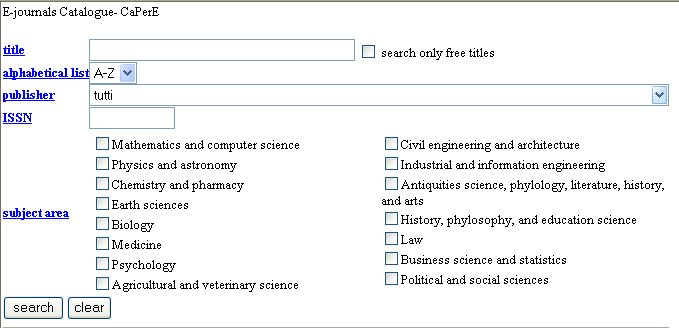 E-journals Catalogue- CaPerE
title
search only free titles
alphabetical list A-Z
publisher tutti
ISSN
subject area
Mathematics and computer science
Physics and astronomy
Chemistry and pharmacy
Earth sciences
Biology
Medicine
Psychology
Agricultural and veterinary science
Civil engineering and architecture
Industrial and information engineering
Antiquities science, phylology, literature, history,
and arts
History, phylosophy, and education science
Law
Business science and statistics
Political and social sciences
search clear